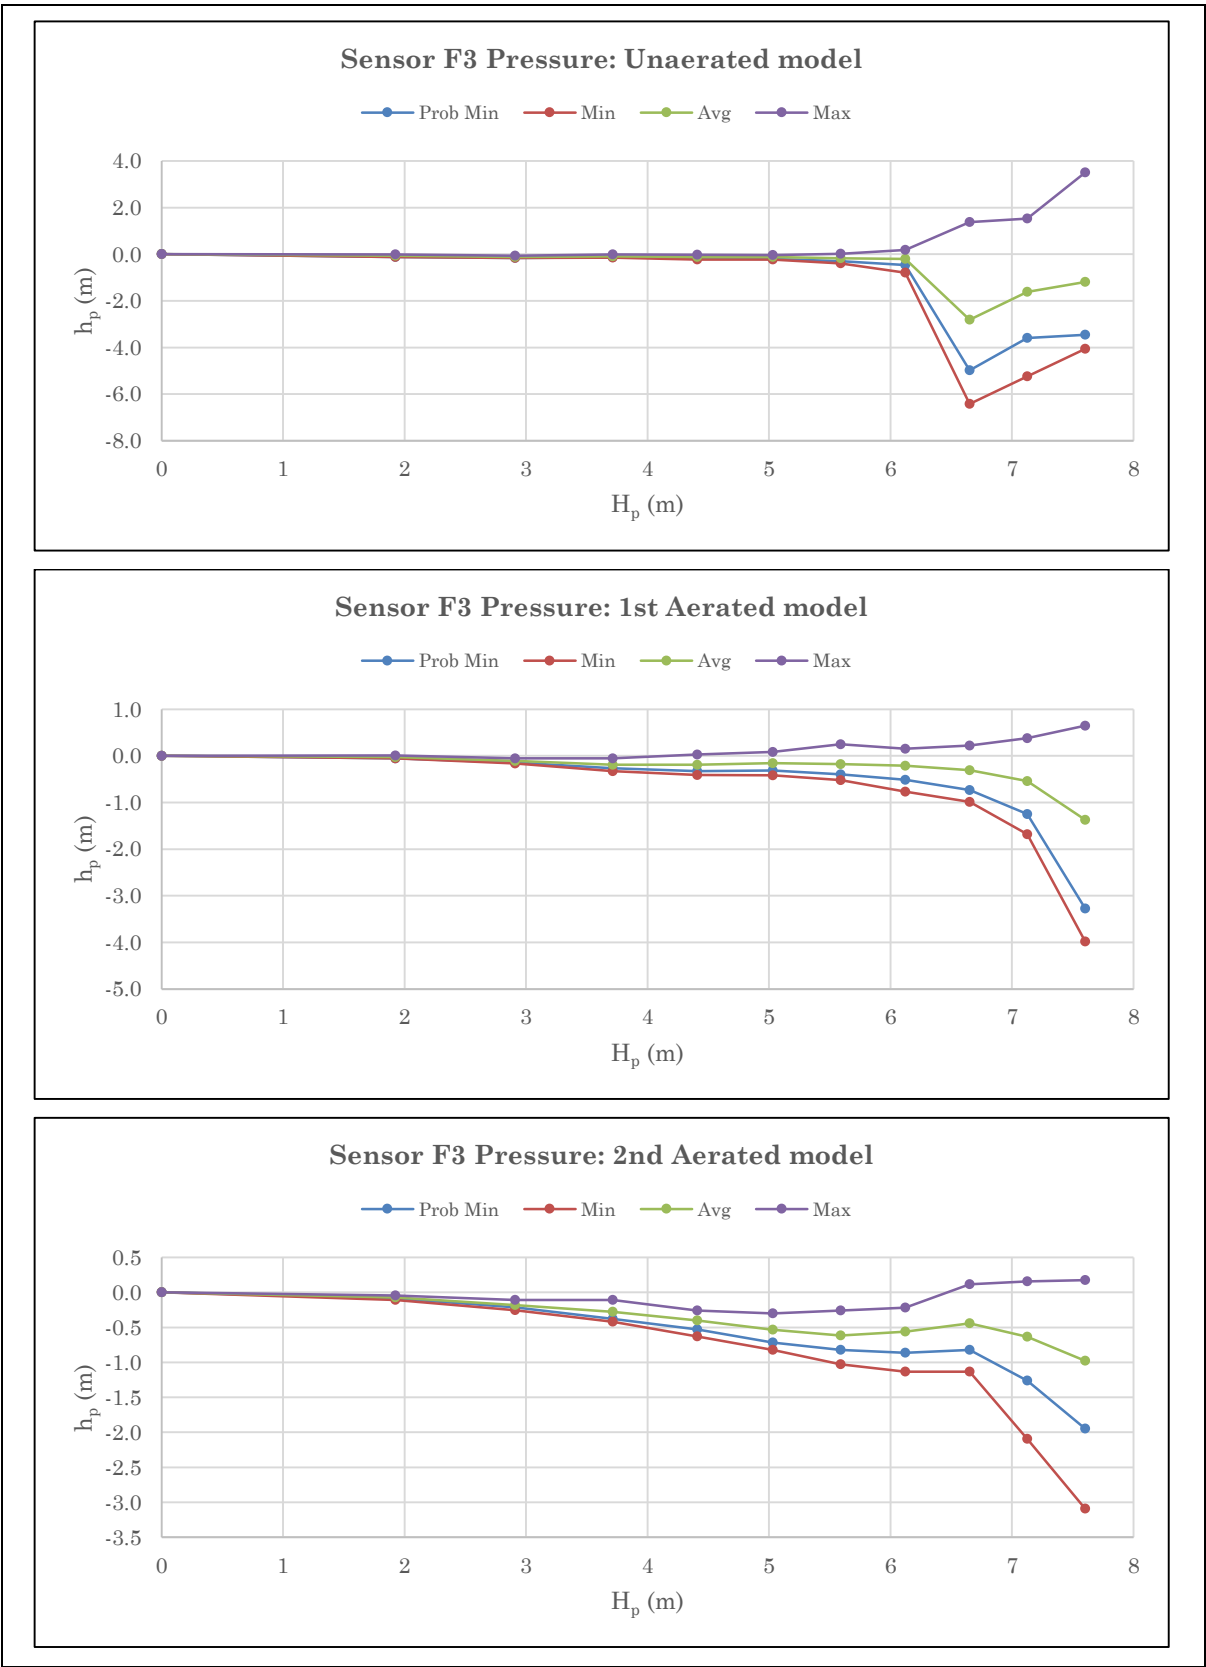 Sensor F3 Pressure: Unaerated model
Prob Min Min Avg Max
4.0
2.0
0.0
-2.0
-4.0
-6.0
-8.0
hp (m)
0 1 2 3 4 5 6 7 8
Hp (m)
Sensor F3 Pressure: 1st Aerated model
Prob Min Min Avg Max
1.0
0.0
-1.0
-2.0
-3.0
-4.0
-5.0
hp (m)
0 1 2 3 4 5 6 7 8
Hp (m)
Sensor F3 Pressure: 2nd Aerated model
Prob Min Min Avg Max
0.5
0.0
-0.5
-1.0
-1.5
-2.0
-2.5
-3.0
-3.5
hp (m)
0 1 2 3 4 5 6 7 8
Hp (m)